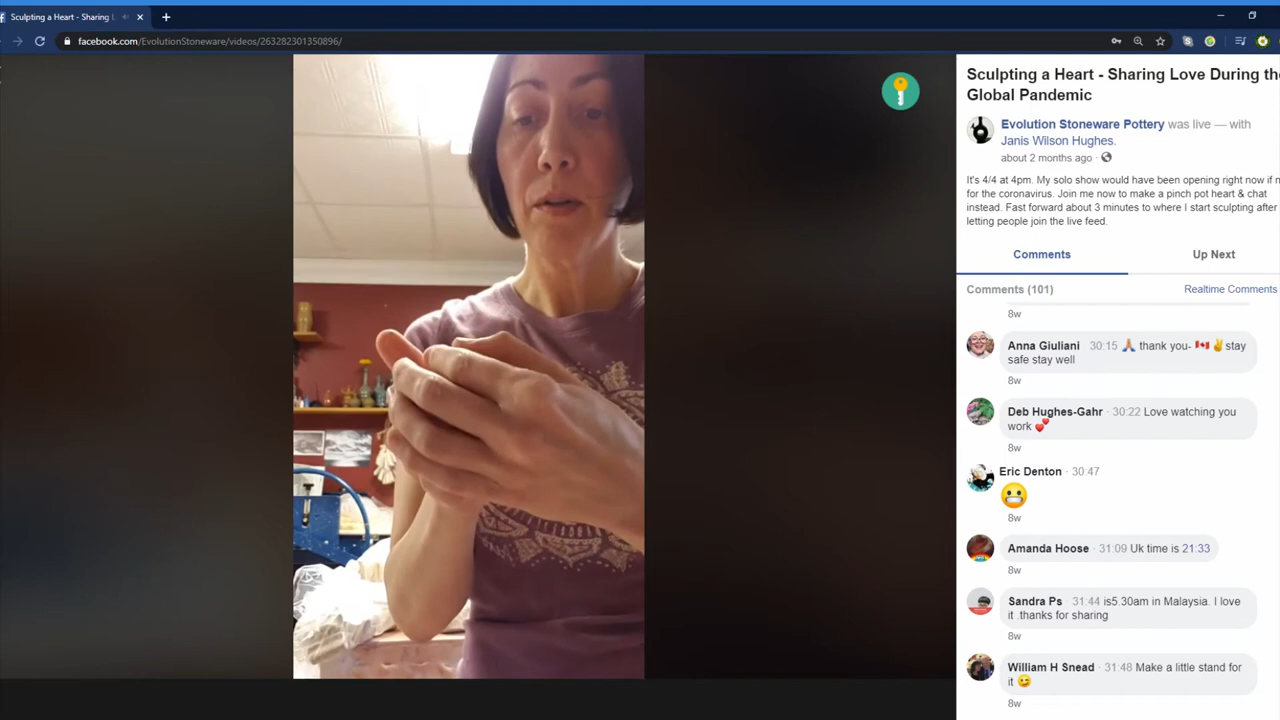 Sculpting a Heart - Sharing L
facebook.com/EvolutionStoneware/videos/263282301350896/
Sculpting a Heart - Sharing Love During the
Global Pandemic
Evolution Stoneware Pottery was live — with
Janis Wilson Hughes.
about 2 months ago ·
It's 4/4 at 4pm. My solo show would have been opening right now if n
for the coronavirus. Join me now to make a pinch pot heart & chat
instead. Fast forward about 3 minutes to where I start sculpting after
letting people join the live feed.
Comments
Up Next
Comments (101)
Realtime Comments
8w
Anna Giuliani · 30:15 🙏 thank you- 🇨🇦✌️stay
safe stay well
8w
Deb Hughes-Gahr · 30:22 Love watching you
work 💕
8w
Eric Denton · 30:47
😬
8w
Amanda Hoose · 31:09 Uk time is 21:33
8w
Sandra Ps · 31:44 is5.30am in Malaysia. I love
it .thanks for sharing
8w
William H Snead · 31:48 Make a little stand for
it 😉
8w